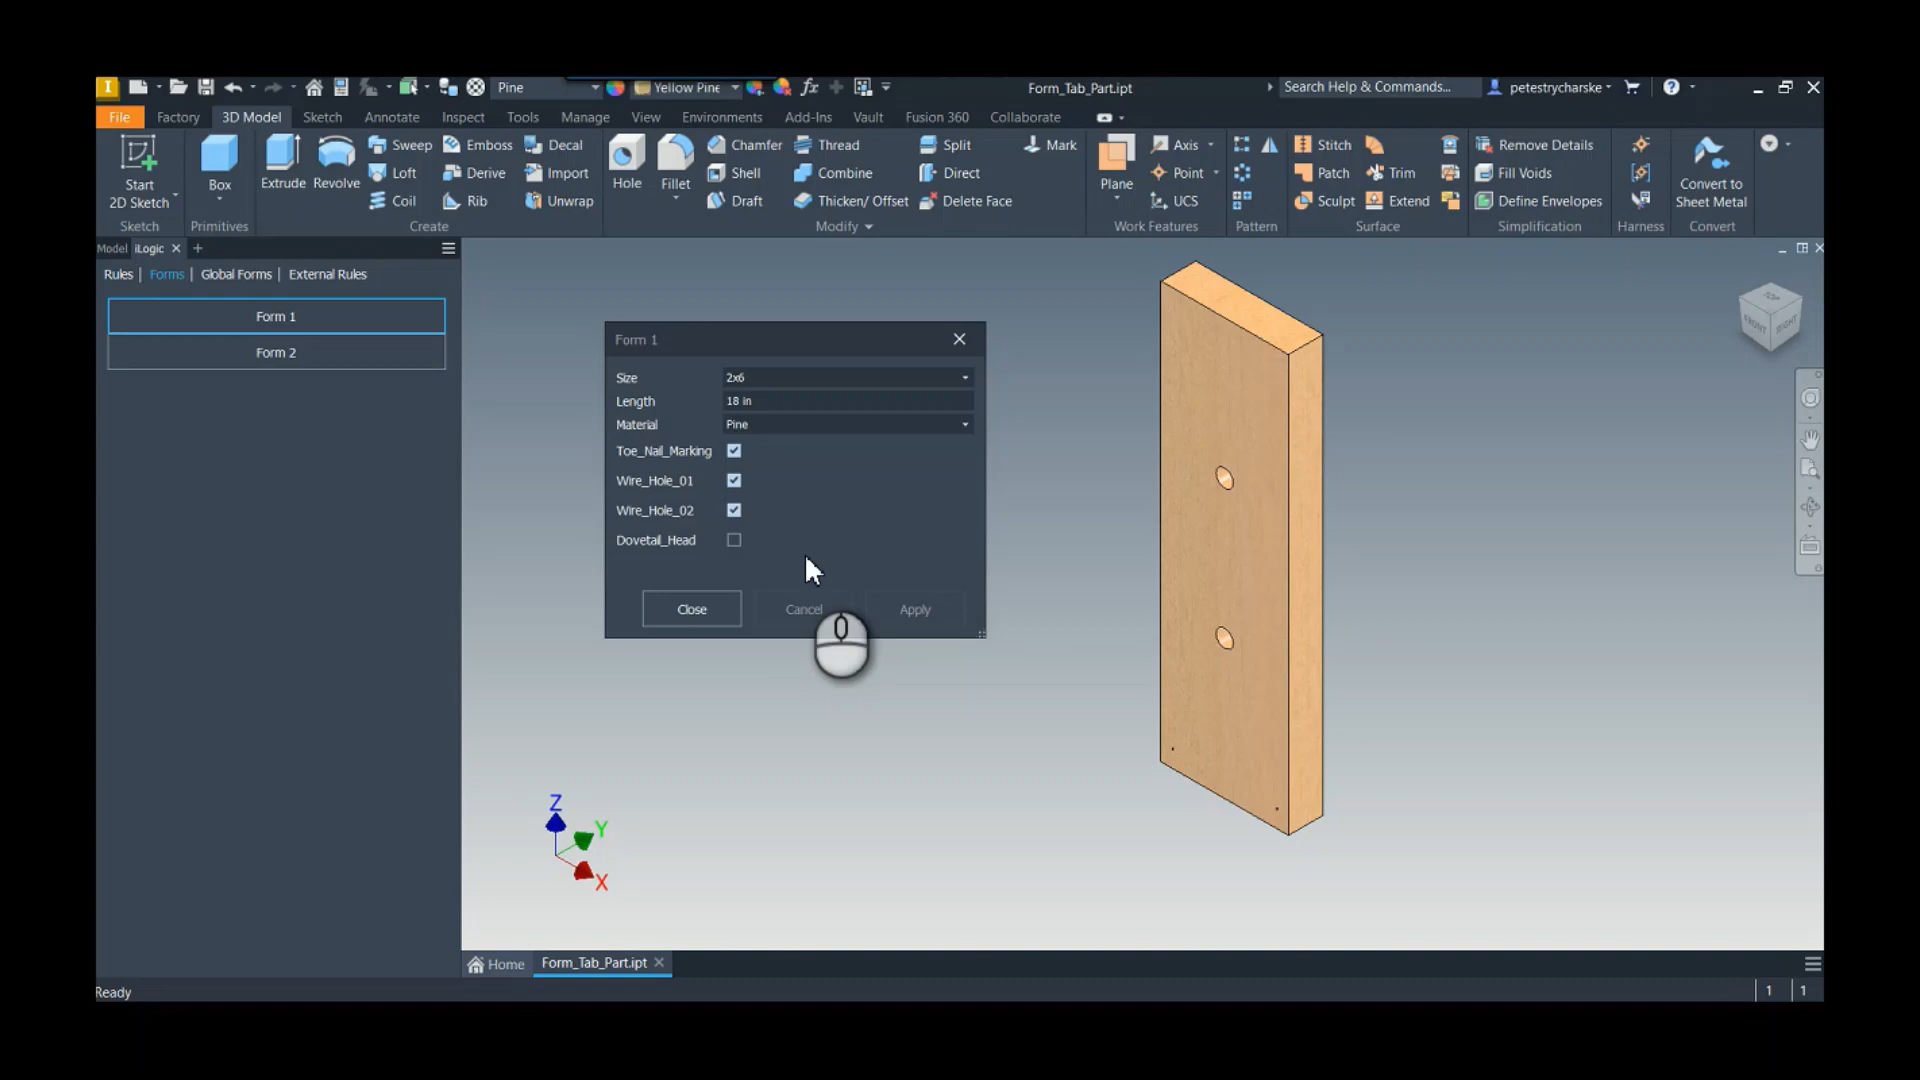 I Pine Yellow Pine fx Form_Tab_Part.ipt Search Help & Commands... petestrycharske ?
File Factory 3D Model Sketch Annotate Inspect Tools Manage View Environments Add-Ins Vault Fusion 360 Collaborate
Sweep Emboss Decal Chamfer Thread Split Mark Axis Stitch Remove Details
Loft Derive Import Shell Combine Direct Point Patch Trim Fill Voids
Start 2D Sketch Box Extrude Revolve Hole Fillet Plane Convert to Sheet Metal
Coil Rib Unwrap Draft Thicken/ Offset Delete Face UCS Sculpt Extend Define Envelopes
Sketch Primitives Create Modify Work Features Pattern Surface Simplification Harness Convert
Model iLogic
Rules | Forms | Global Forms | External Rules
Form 1
Form 2
Form 1
Size 2x6
Length 18 in
Material Pine
Toe_Nail_Marking
Wire_Hole_01
Wire_Hole_02
Dovetail_Head
Close Cancel Apply
TOP
FRONT RIGHT
Z
Y
X
Home Form_Tab_Part.ipt
Ready 1 1